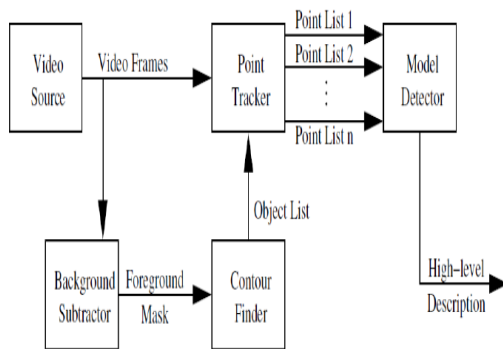 Video
Source
Video Frames
Point
Tracker
Point List 1
Point List 2
Point List n
Model
Detector
Object List
Background
Subtractor
Foreground
Mask
Contour
Finder
High-level
Description